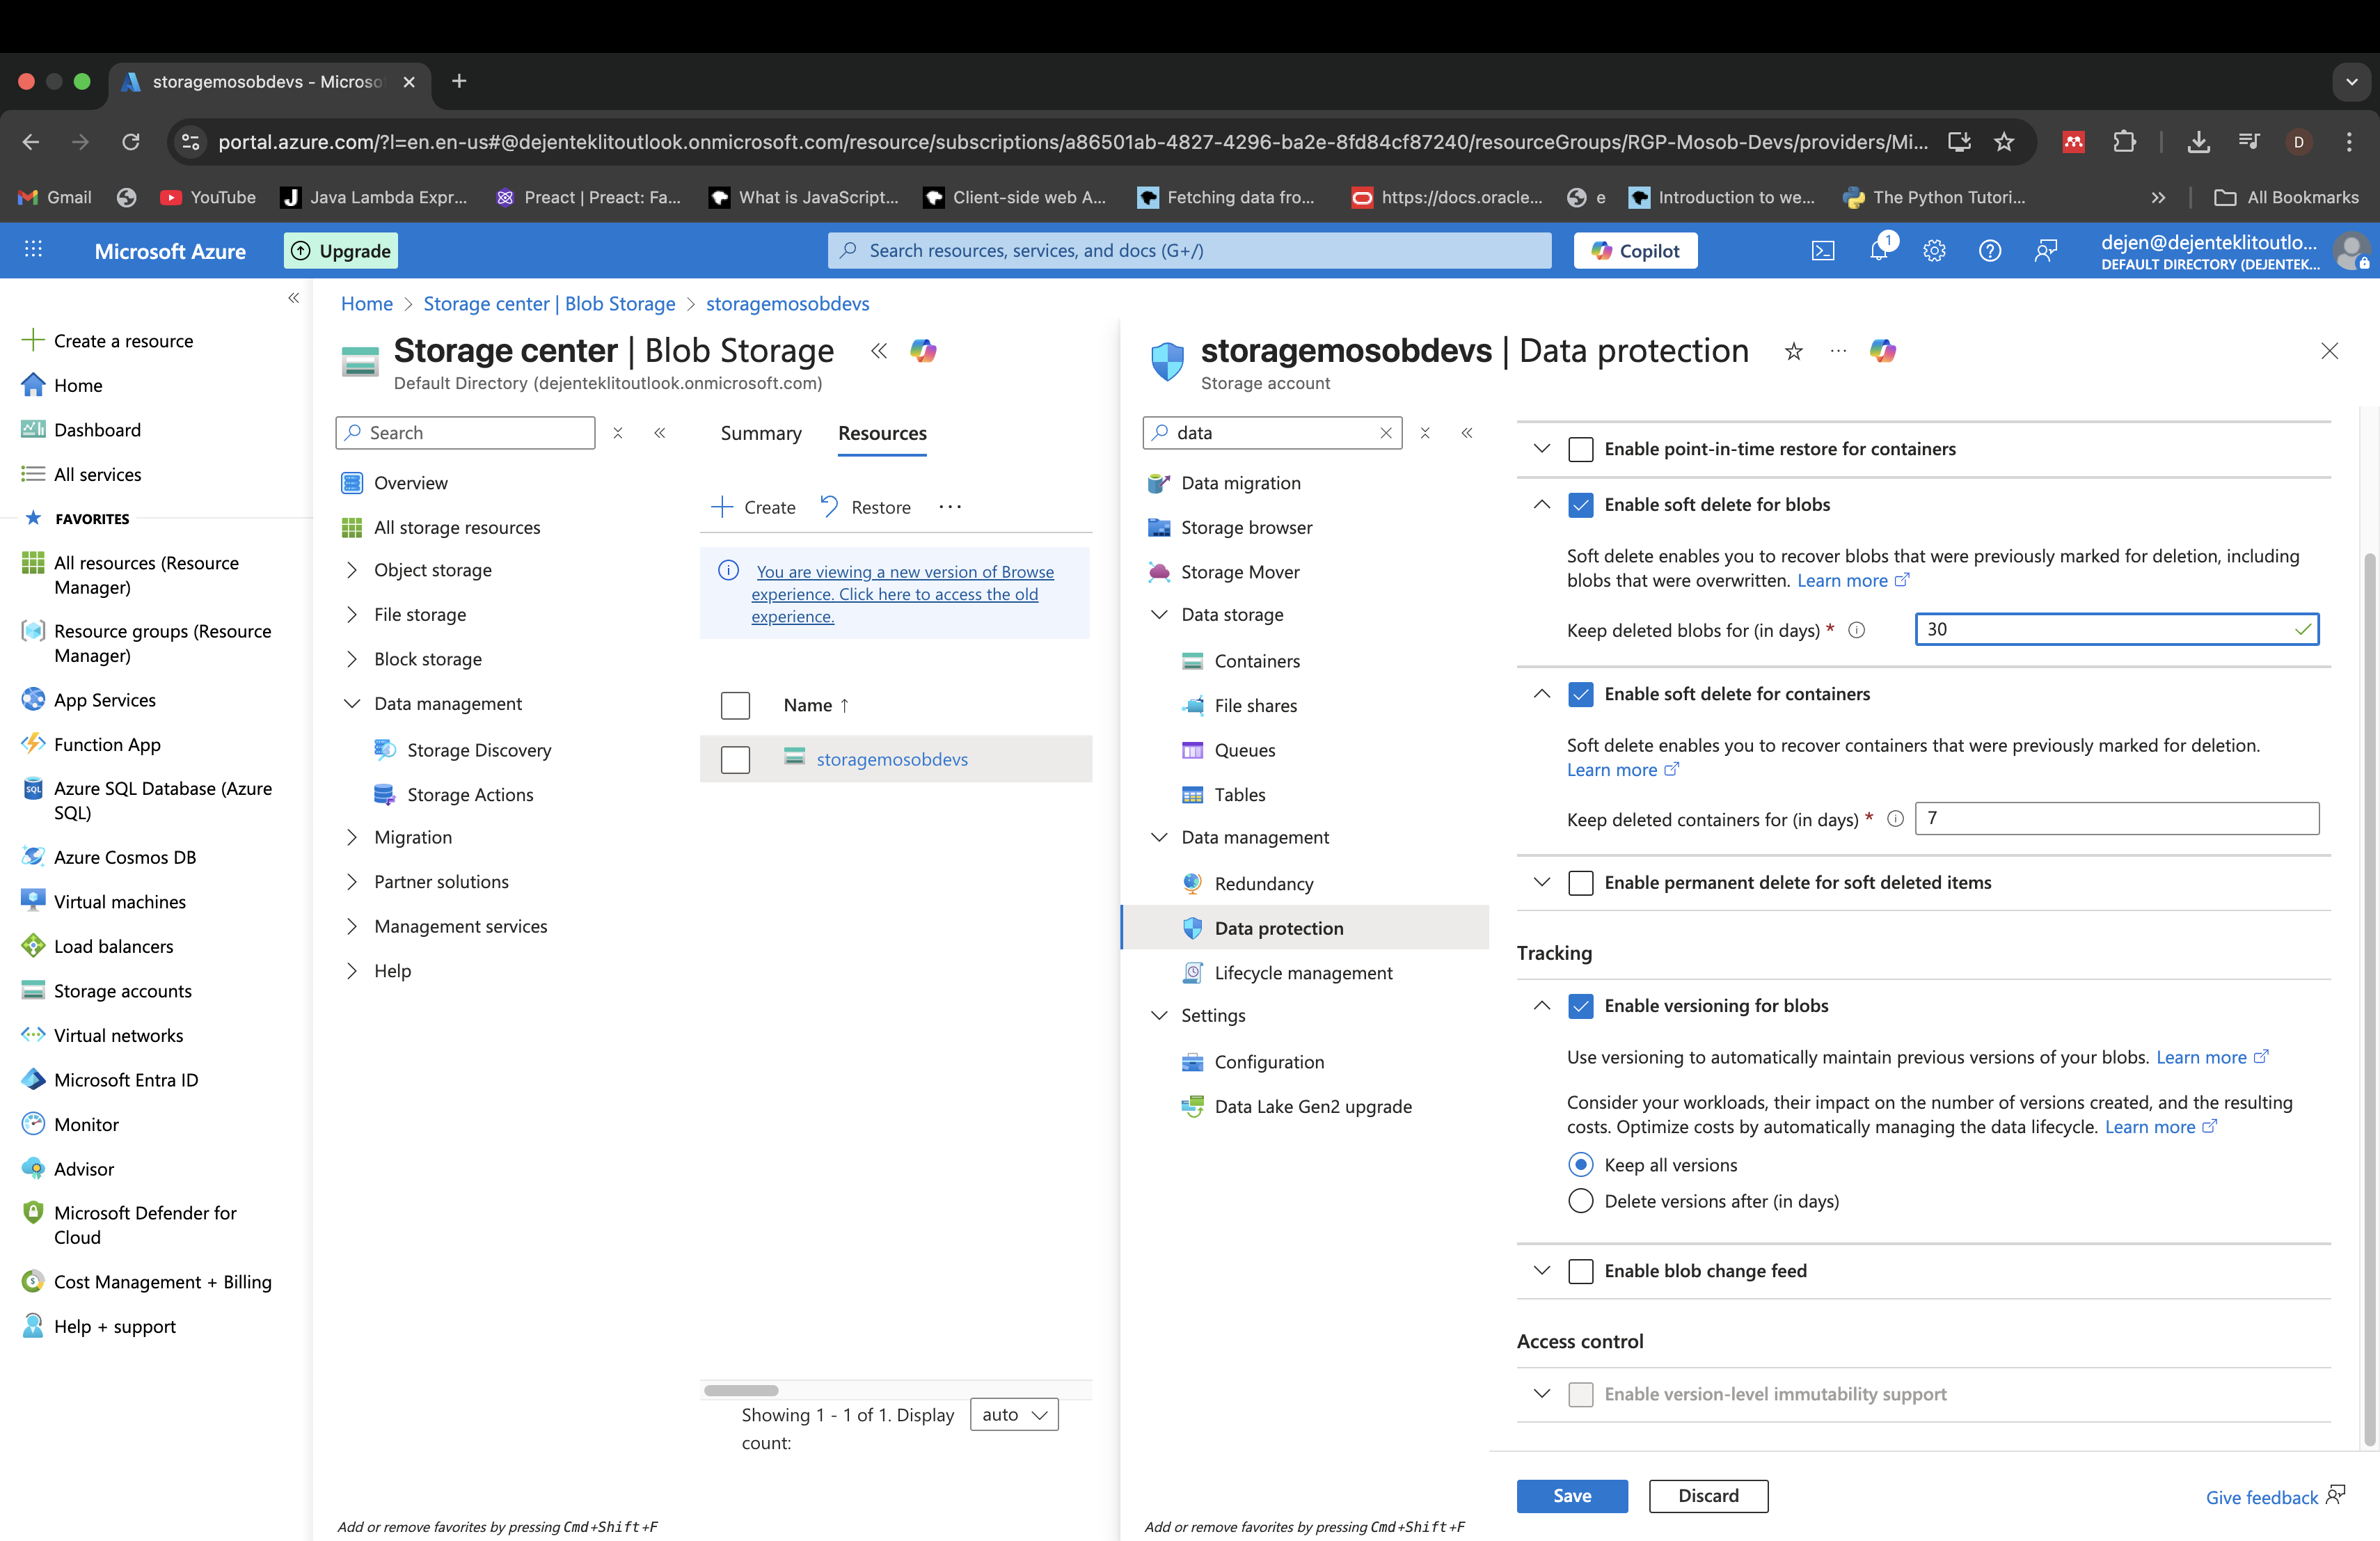 storagemosobdevs - Microso
portal.azure.com/?l=en.en-us#@dejenteklitoutlook.onmicrosoft.com/resource/subscriptions/a86501ab-4827-4296-ba2e-8fd84cf87240/resourceGroups/RGP-Mosob-Devs/providers/Mi...
D
Gmail
YouTube
Java Lambda Expr...
Preact | Preact: Fa...
What is JavaScript...
Client-side web A...
Fetching data fro...
https://docs.oracle...
e
Introduction to we...
The Python Tutori...
All Bookmarks
Microsoft Azure
Upgrade
Search resources, services, and docs (G+/)
Copilot
1
dejen@dejenteklitoutlo...
DEFAULT DIRECTORY (DEJENTEK...
Create a resource
Home
Dashboard
All services
FAVORITES
All resources (Resource
Manager)
Resource groups (Resource
Manager)
App Services
Function App
Azure SQL Database (Azure
SQL)
Azure Cosmos DB
Virtual machines
Load balancers
Storage accounts
Virtual networks
Microsoft Entra ID
Monitor
Advisor
Microsoft Defender for
Cloud
Cost Management + Billing
Help + support
Home > Storage center | Blob Storage > storagemosobdevs
Storage center | Blob Storage
Default Directory (dejenteklitoutlook.onmicrosoft.com)
Search
Overview
All storage resources
Object storage
File storage
Block storage
Data management
Storage Discovery
Storage Actions
Migration
Partner solutions
Management services
Help
Add or remove favorites by pressing Cmd+Shift+F
Summary
Resources
Create
Restore
You are viewing a new version of Browse
experience. Click here to access the old
experience.
Name ↑
storagemosobdevs
Showing 1 - 1 of 1. Display
count:
auto
storagemosobdevs | Data protection
Storage account
data
Data migration
Storage browser
Storage Mover
Data storage
Containers
File shares
Queues
Tables
Data management
Redundancy
Data protection
Lifecycle management
Settings
Configuration
Data Lake Gen2 upgrade
Add or remove favorites by pressing Cmd+Shift+F
Enable point-in-time restore for containers
Enable soft delete for blobs
Soft delete enables you to recover blobs that were previously marked for deletion, including
blobs that were overwritten. Learn more
Keep deleted blobs for (in days) *
30
Enable soft delete for containers
Soft delete enables you to recover containers that were previously marked for deletion.
Learn more
Keep deleted containers for (in days) *
7
Enable permanent delete for soft deleted items
Tracking
Enable versioning for blobs
Use versioning to automatically maintain previous versions of your blobs. Learn more
Consider your workloads, their impact on the number of versions created, and the resulting
costs. Optimize costs by automatically managing the data lifecycle. Learn more
Keep all versions
Delete versions after (in days)
Enable blob change feed
Access control
Enable version-level immutability support
Save
Discard
Give feedback